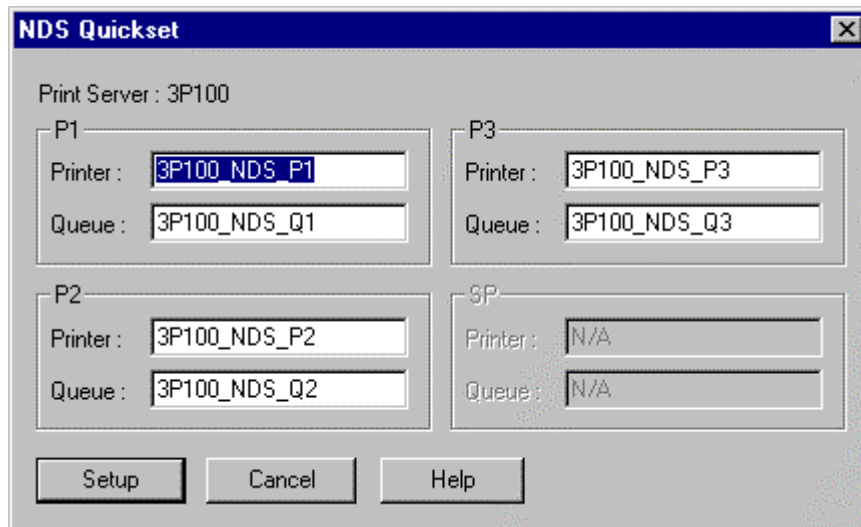 NDS Quickset
Print Server : 3P100
P1
Printer : 3P100_NDS_P1
Queue : 3P100_NDS_Q1
P3
Printer : 3P100_NDS_P3
Queue : 3P100_NDS_Q3
P2
Printer : 3P100_NDS_P2
Queue : 3P100_NDS_Q2
SP
Printer : N/A
Queue : N/A
Setup Cancel Help